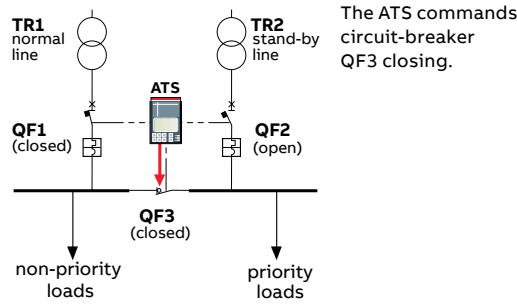 TR1
normal
line
TR2
stand-by
line
The ATS commands
circuit-breaker
QF3 closing.
ATS
QF1
(closed)
QF2
(open)
QF3
(closed)
non-priority
loads
priority
loads